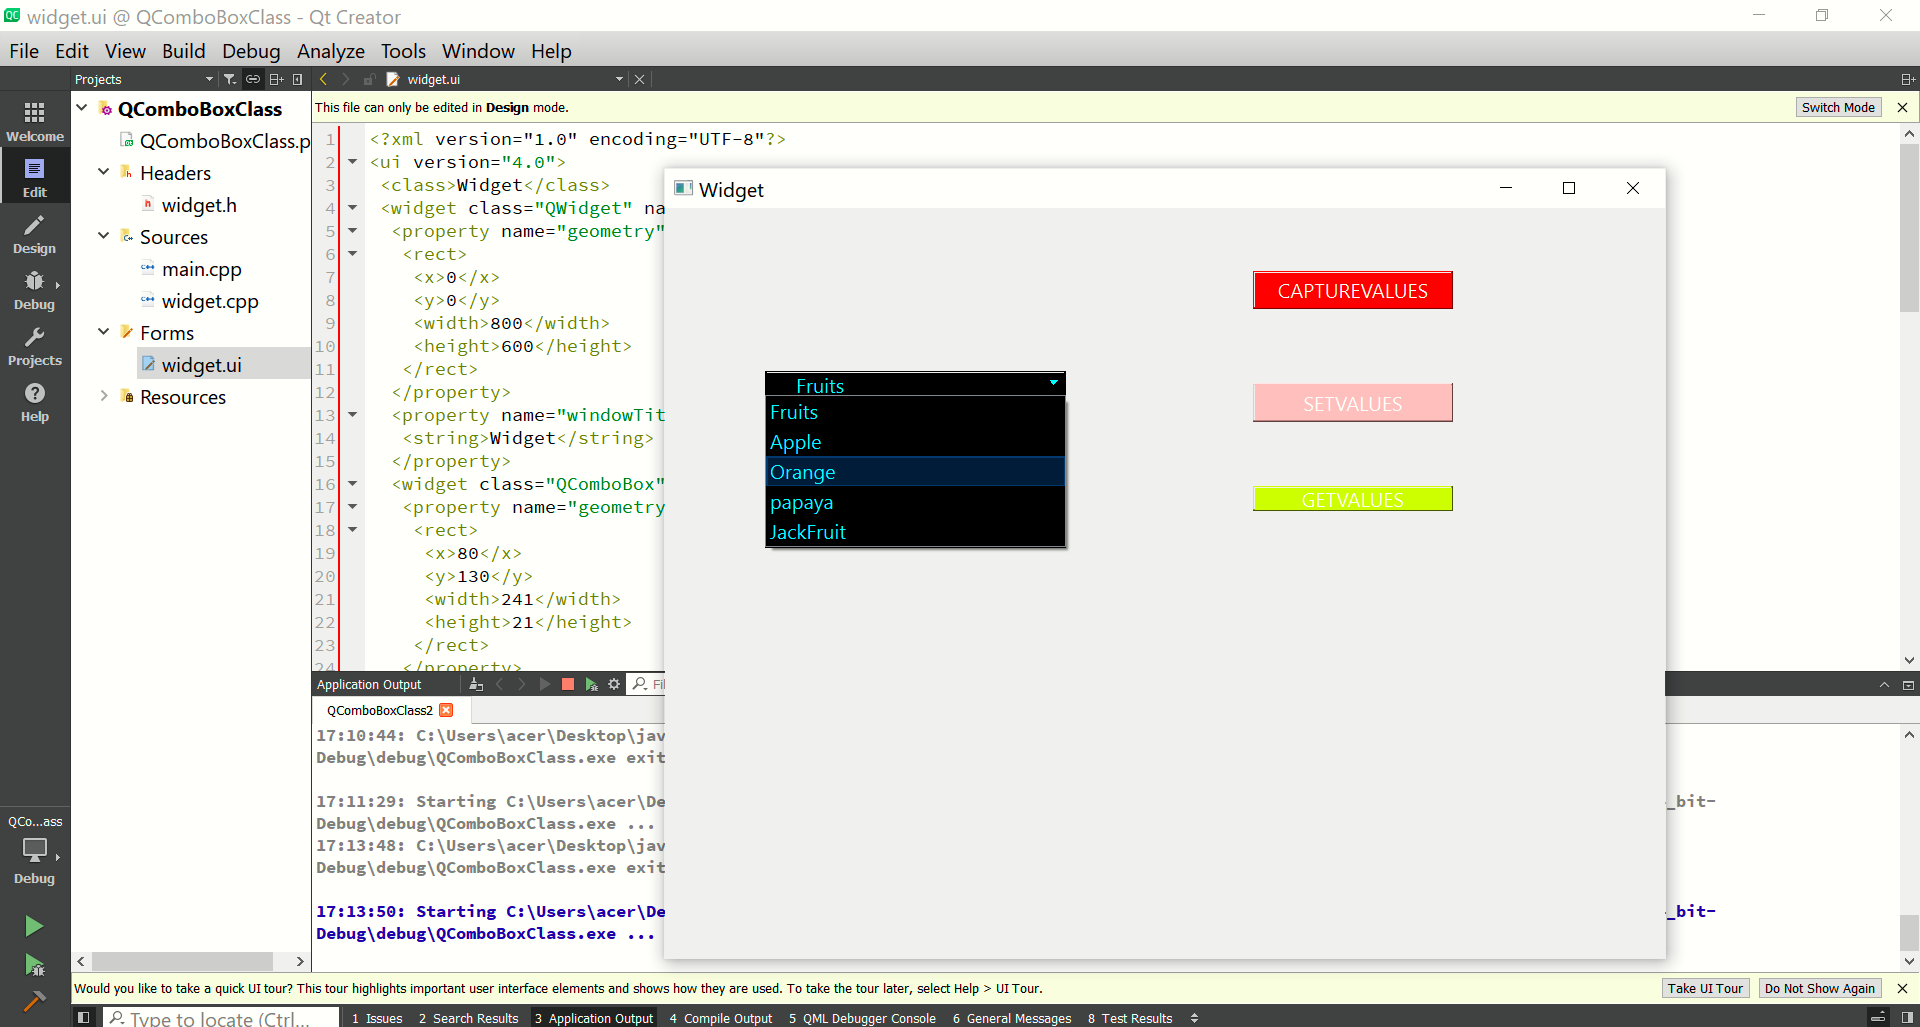 QC widget.ui @ QComboBoxClass - Qt Creator
File Edit View Build Debug Analyze Tools Window Help
Projects
widget.ui
This file can only be edited in Design mode.
Switch Mode
Welcome
Edit
Design
Debug
Projects
Help
QCo...ass
Debug
QComboBoxClass
QComboBoxClass.p
Headers
widget.h
Sources
main.cpp
widget.cpp
Forms
widget.ui
Resources
1 <?xml version="1.0" encoding="UTF-8"?>
2 <ui version="4.0">
3 <class>Widget</class>
4 <widget class="QWidget" na
5 <property name="geometry"
6 <rect>
7 <x>0</x>
8 <y>0</y>
9 <width>800</width>
10 <height>600</height>
11 </rect>
12 </property>
13 <property name="windowTit
14 <string>Widget</string>
15 </property>
16 <widget class="QComboBox"
17 <property name="geometry
18 <rect>
19 <x>80</x>
20 <y>130</y>
21 <width>241</width>
22 <height>21</height>
23 </rect>
24 </property>
Widget
CAPTUREVALUES
SETVALUES
GETVALUES
Fruits
Fruits
Apple
Orange
papaya
JackFruit
Application Output
Fi
QComboBoxClass2
17:10:44: C:\Users\acer\Desktop\jav
Debug\debug\QComboBoxClass.exe exit
17:11:29: Starting C:\Users\acer\De
_bit-
Debug\debug\QComboBoxClass.exe ...
17:13:48: C:\Users\acer\Desktop\jav
Debug\debug\QComboBoxClass.exe exit
17:13:50: Starting C:\Users\acer\De
_bit-
Debug\debug\QComboBoxClass.exe ...
Would you like to take a quick UI tour? This tour highlights important user interface elements and shows how they are used. To take the tour later, select Help > UI Tour.
Take UI Tour
Do Not Show Again
Type to locate (Ctrl...
1 Issues 2 Search Results 3 Application Output 4 Compile Output 5 QML Debugger Console 6 General Messages 8 Test Results